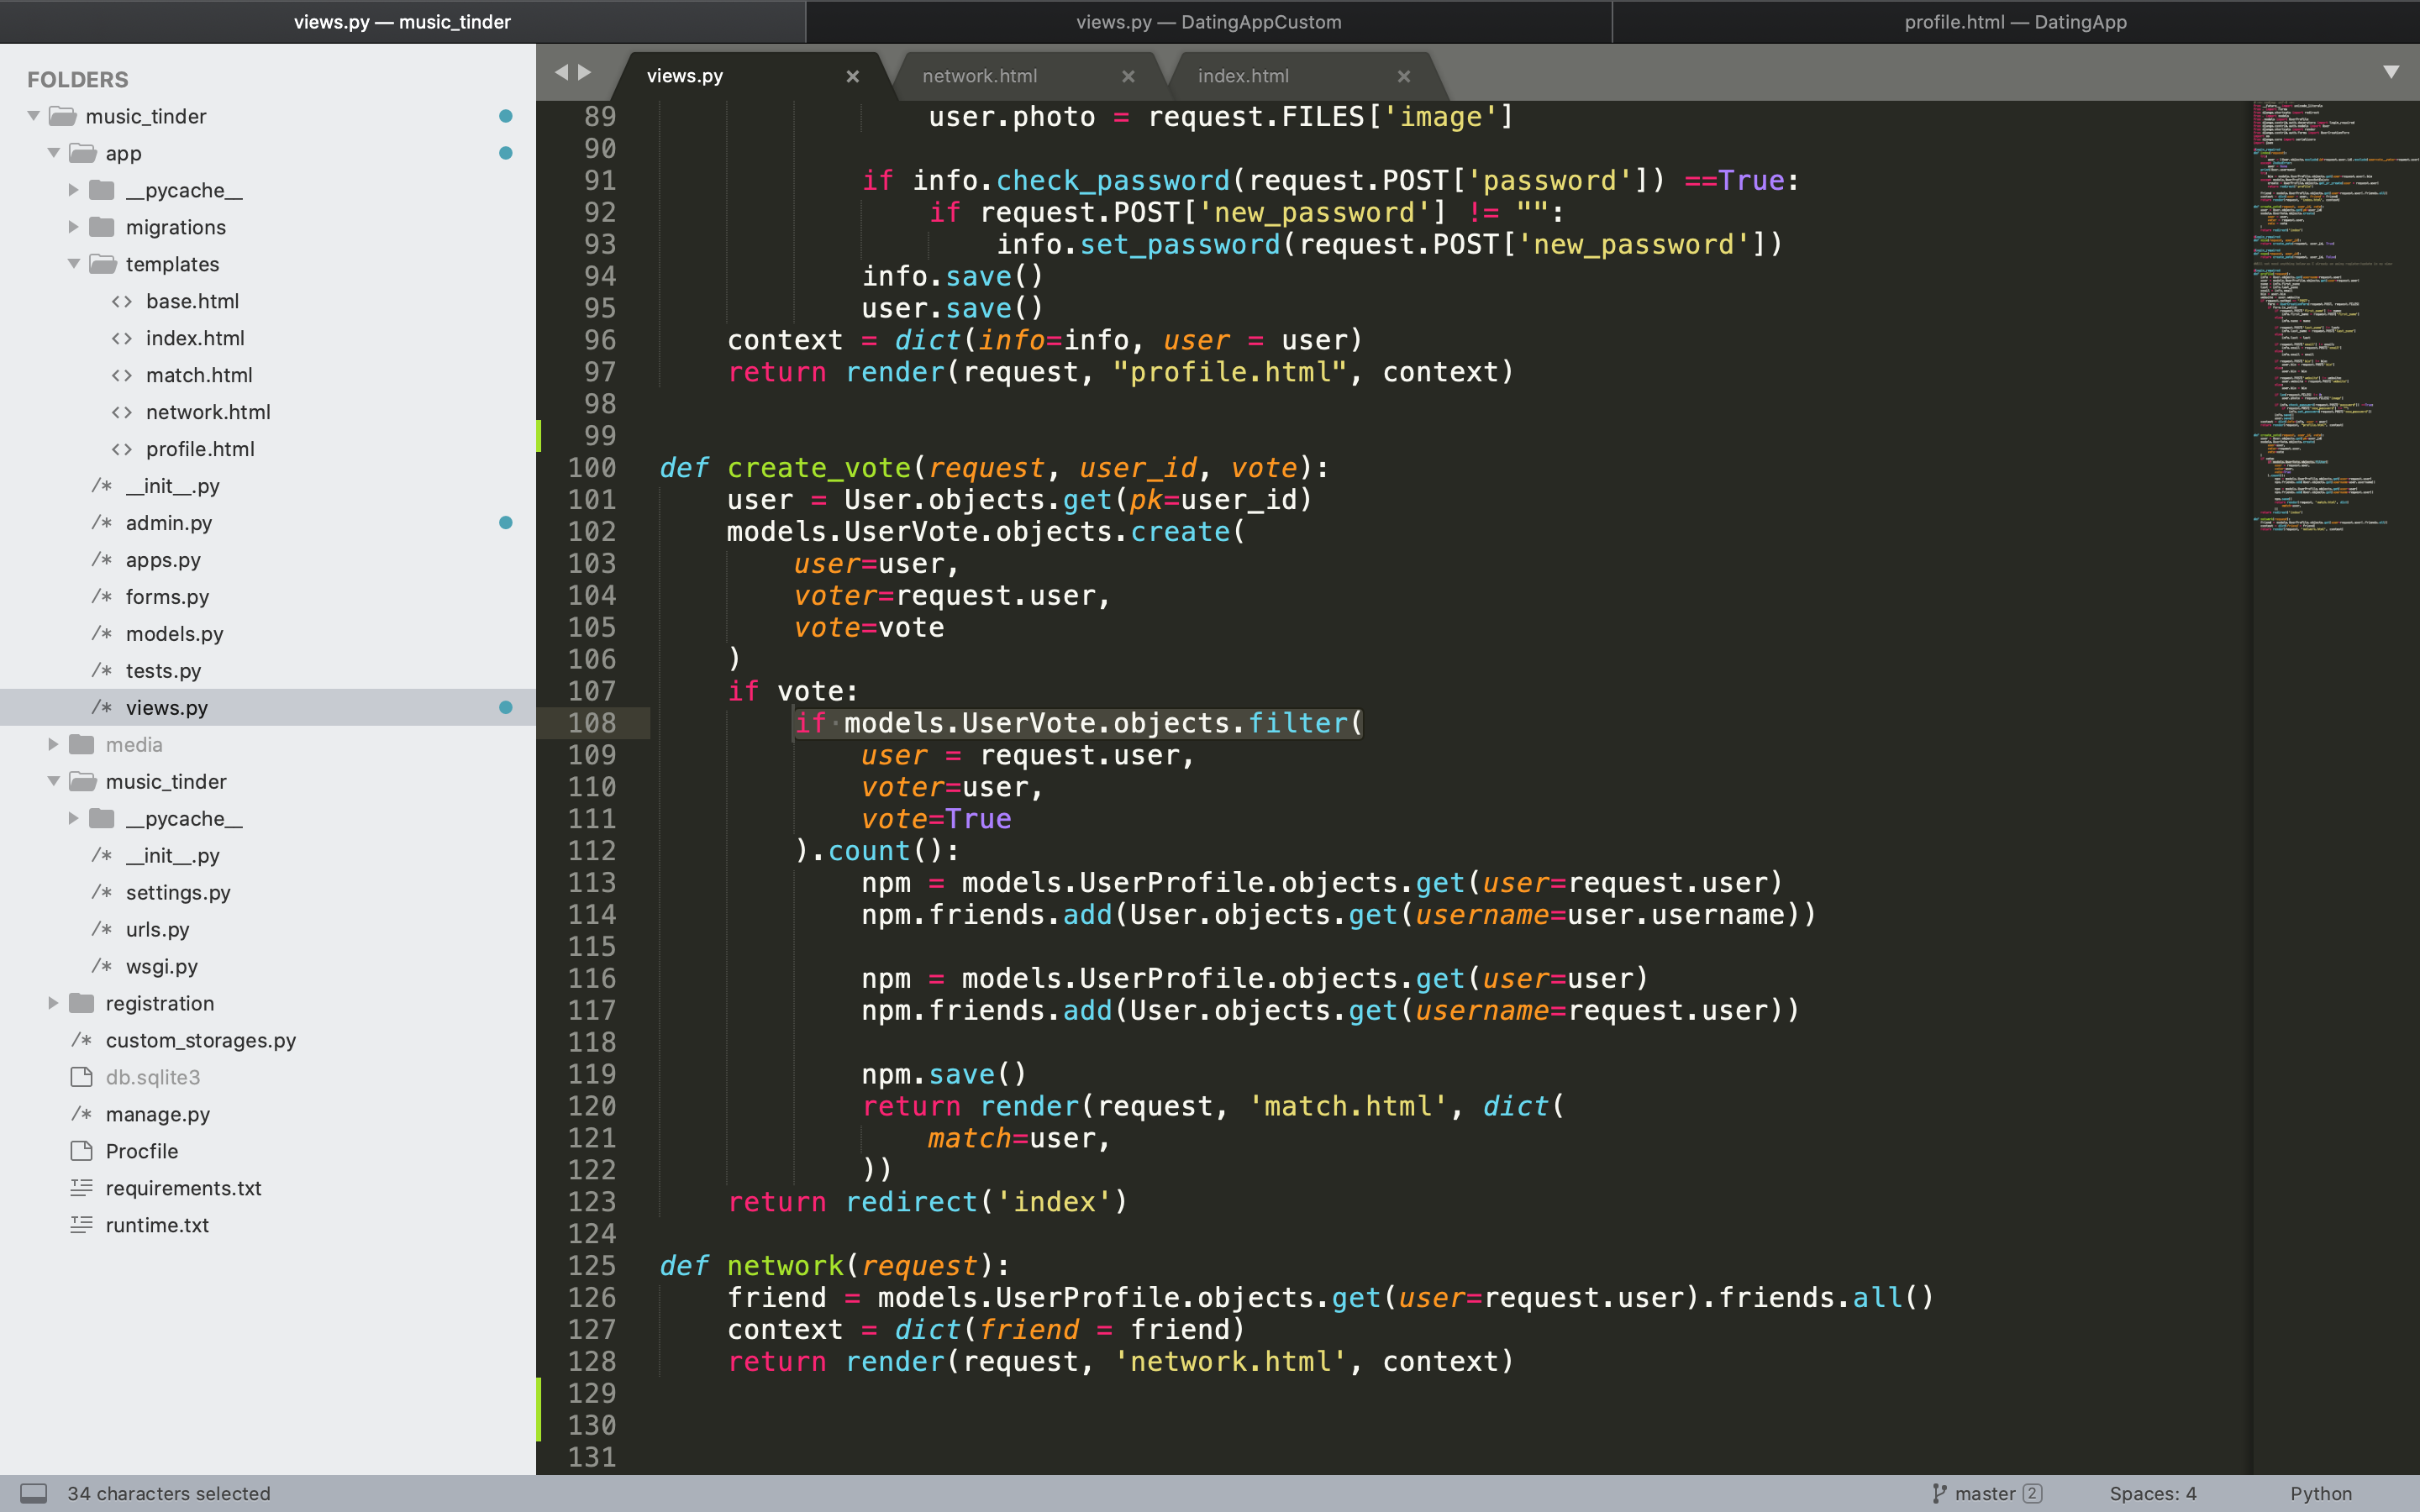 views.py — music_tinder
views.py — DatingAppCustom
profile.html — DatingApp
FOLDERS
music_tinder
app
__pycache__
migrations
templates
<> base.html
<> index.html
<> match.html
<> network.html
<> profile.html
/* __init__.py
/* admin.py
/* apps.py
/* forms.py
/* models.py
/* tests.py
/* views.py
media
music_tinder
__pycache__
/* __init__.py
/* settings.py
/* urls.py
/* wsgi.py
registration
/* custom_storages.py
db.sqlite3
/* manage.py
Procfile
requirements.txt
runtime.txt
views.py ×
network.html ×
index.html ×
89 user.photo = request.FILES['image']
90
91 if info.check_password(request.POST['password']) ==True:
92 if request.POST['new_password'] != "":
93 info.set_password(request.POST['new_password'])
94 info.save()
95 user.save()
96 context = dict(info=info, user = user)
97 return render(request, "profile.html", context)
98
99
100 def create_vote(request, user_id, vote):
101 user = User.objects.get(pk=user_id)
102 models.UserVote.objects.create(
103 user=user,
104 voter=request.user,
105 vote=vote
106 )
107 if vote:
108 if models.UserVote.objects.filter(
109 user = request.user,
110 voter=user,
111 vote=True
112 ).count():
113 npm = models.UserProfile.objects.get(user=request.user)
114 npm.friends.add(User.objects.get(username=user.username))
115
116 npm = models.UserProfile.objects.get(user=user)
117 npm.friends.add(User.objects.get(username=request.user))
118
119 npm.save()
120 return render(request, 'match.html', dict(
121 match=user,
122 ))
123 return redirect('index')
124
125 def network(request):
126 friend = models.UserProfile.objects.get(user=request.user).friends.all()
127 context = dict(friend = friend)
128 return render(request, 'network.html', context)
129
130
131
34 characters selected
master 2
Spaces: 4
Python